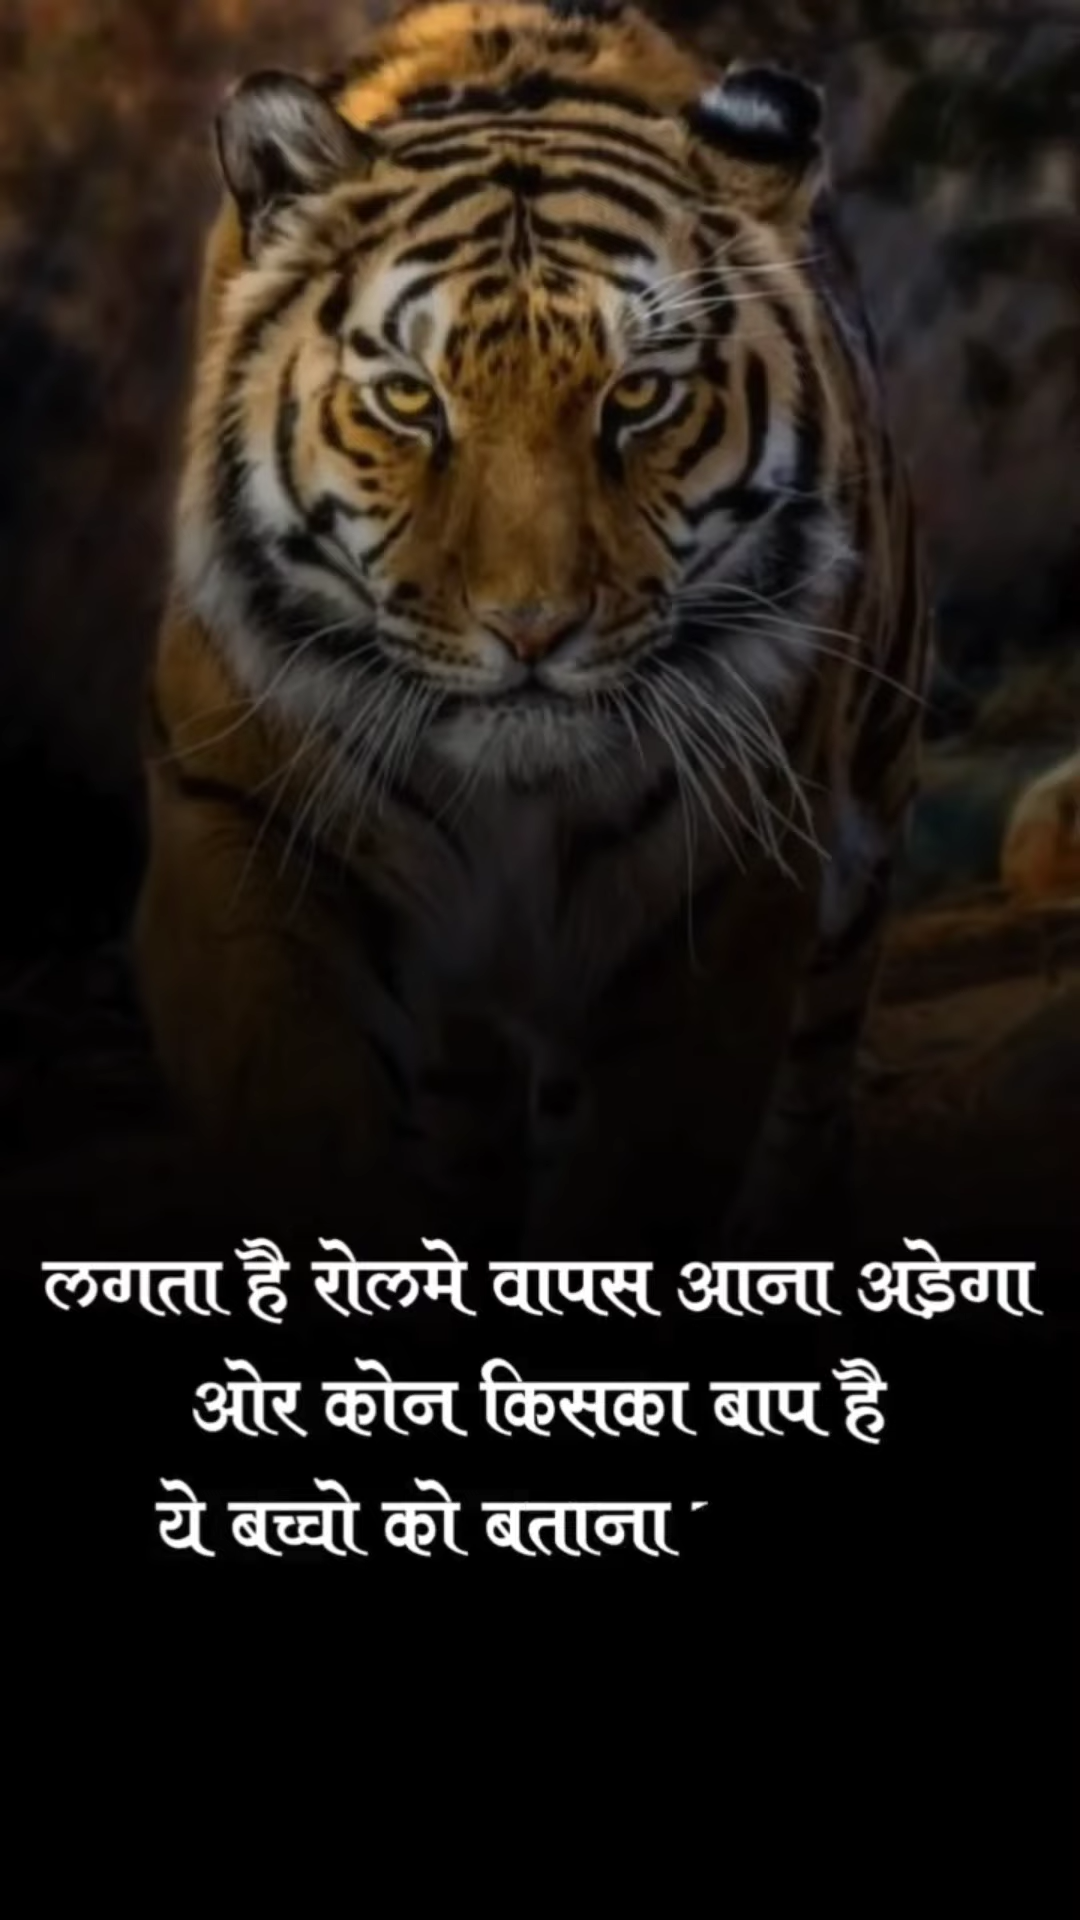 लगता है रोलमे वापस आना अड़ेगा
ओर कोन किसका बाप है
ये बच्चो को बताना